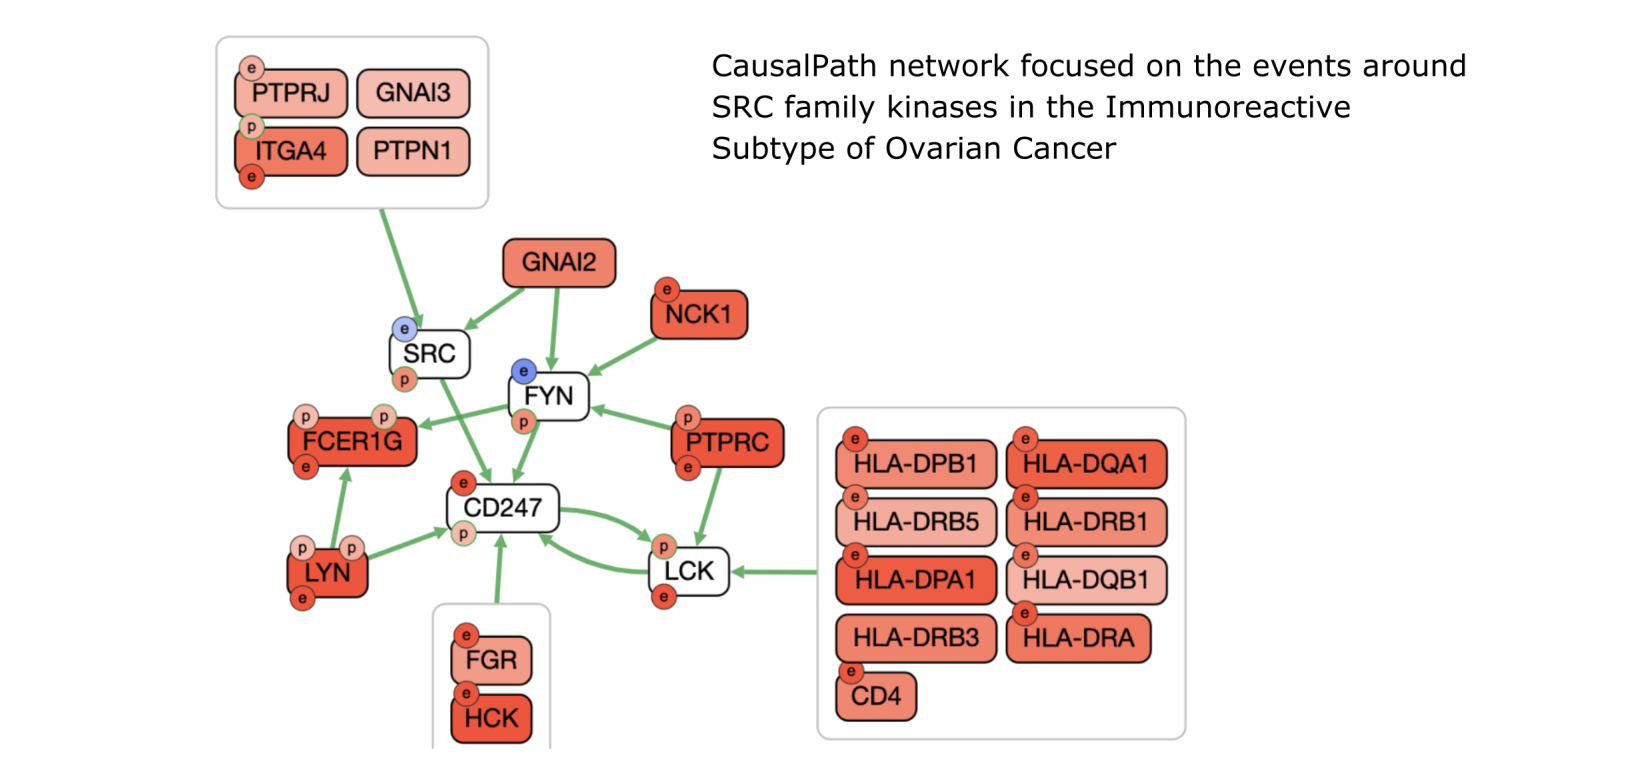 CausalPath network focused on the events around
SRC family kinases in the Immunoreactive
Subtype of Ovarian Cancer
e
PTPRJ GNAI3
p
ITGA4 PTPN1
e
GNAI2
e
NCK1
e
SRC
p
e
FYN
p
p p
FCER1G
e
p
PTPRC
e
e
CD247
p
p p
LYN
e
p
LCK
e
e
FGR
e
HCK
e e
HLA-DPB1 HLA-DQA1
e e
HLA-DRB5 HLA-DRB1
e e
HLA-DPA1 HLA-DQB1
e
HLA-DRB3 HLA-DRA
e
CD4